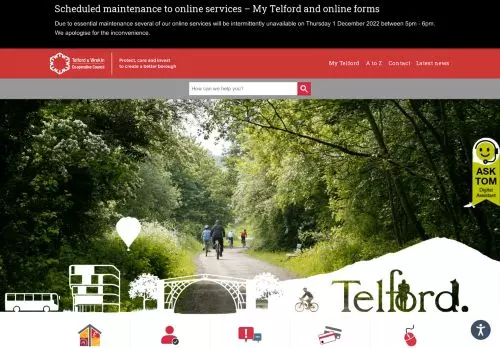 Scheduled maintenance to online services – My Telford and online forms
Due to essential maintenance several of our online services will be intermittently unavailable on Thursday 1 December 2022 between 5pm - 6pm.
We apologise for the inconvenience.
Telford & Wrekin
Co-operative Council
Protect, care and invest
to create a better borough
My Telford
A to Z
Contact
Latest news
How can we help you?
ASK
TOM
Digital
Assistant
Telford.